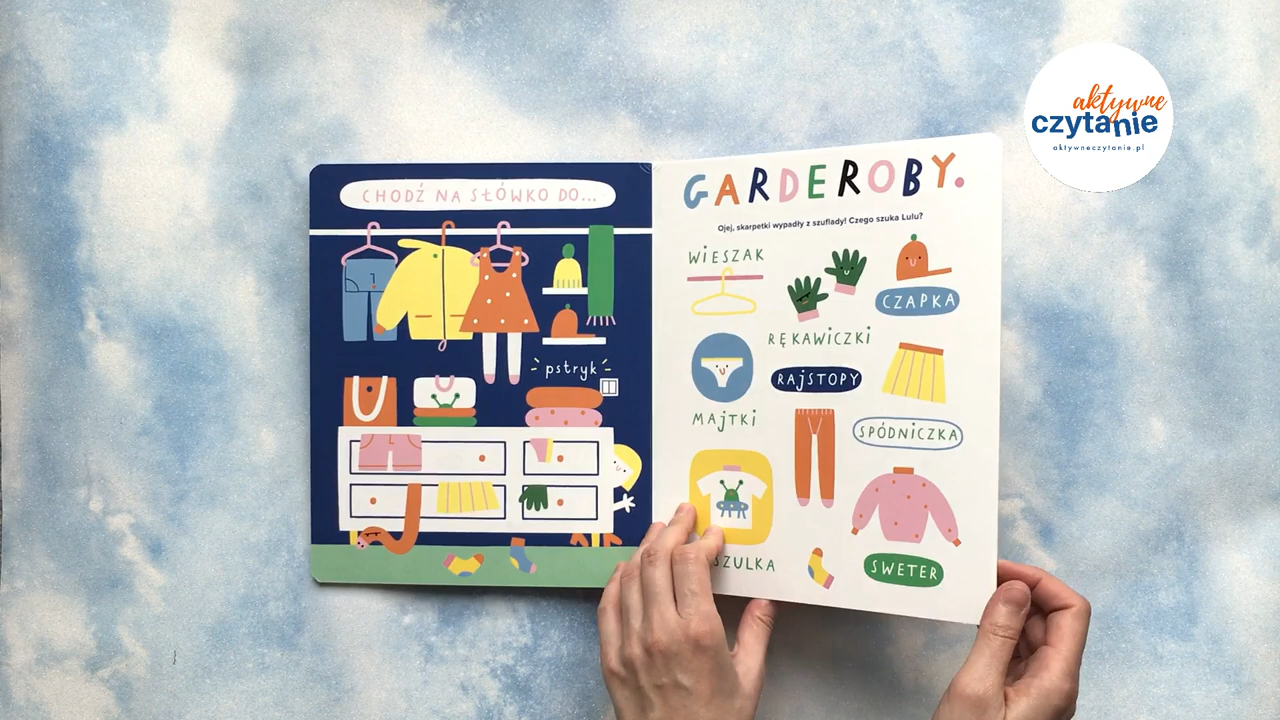 CHODŹ NA SŁÓWKO DO...
pstryk
GARDEROBY.
Ojej, skarpetki wypadły z szuflady! Czego szuka Lulu?
WIESZAK
CZAPKA
RĘKAWICZKI
RAJSTOPY
MAJTKI
SPÓDNICZKA
SZULKA
SWETER
aktywne
czytanie
aktywneczytanie.pl